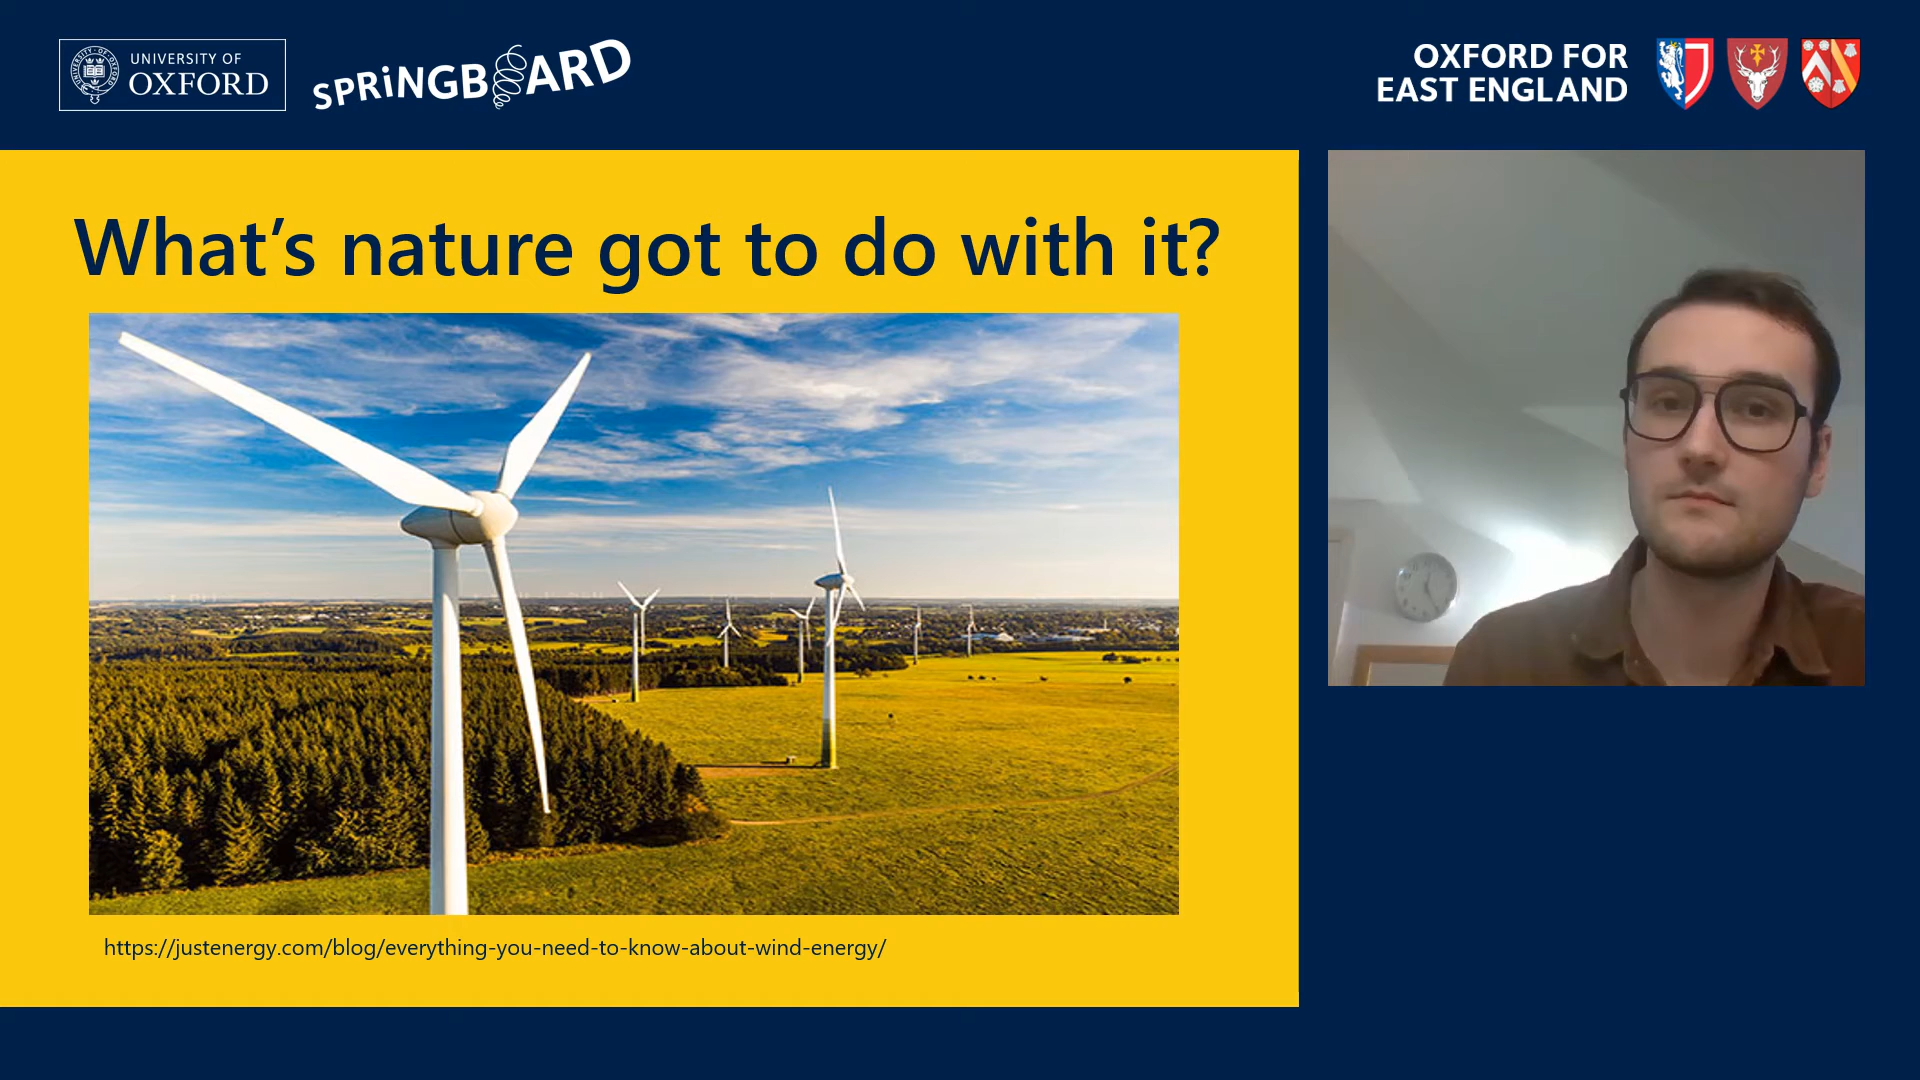 UNIVERSITY OF
OXFORD
SPRiNGBOARD
OXFORD FOR
EAST ENGLAND
What’s nature got to do with it?
https://justenergy.com/blog/everything-you-need-to-know-about-wind-energy/